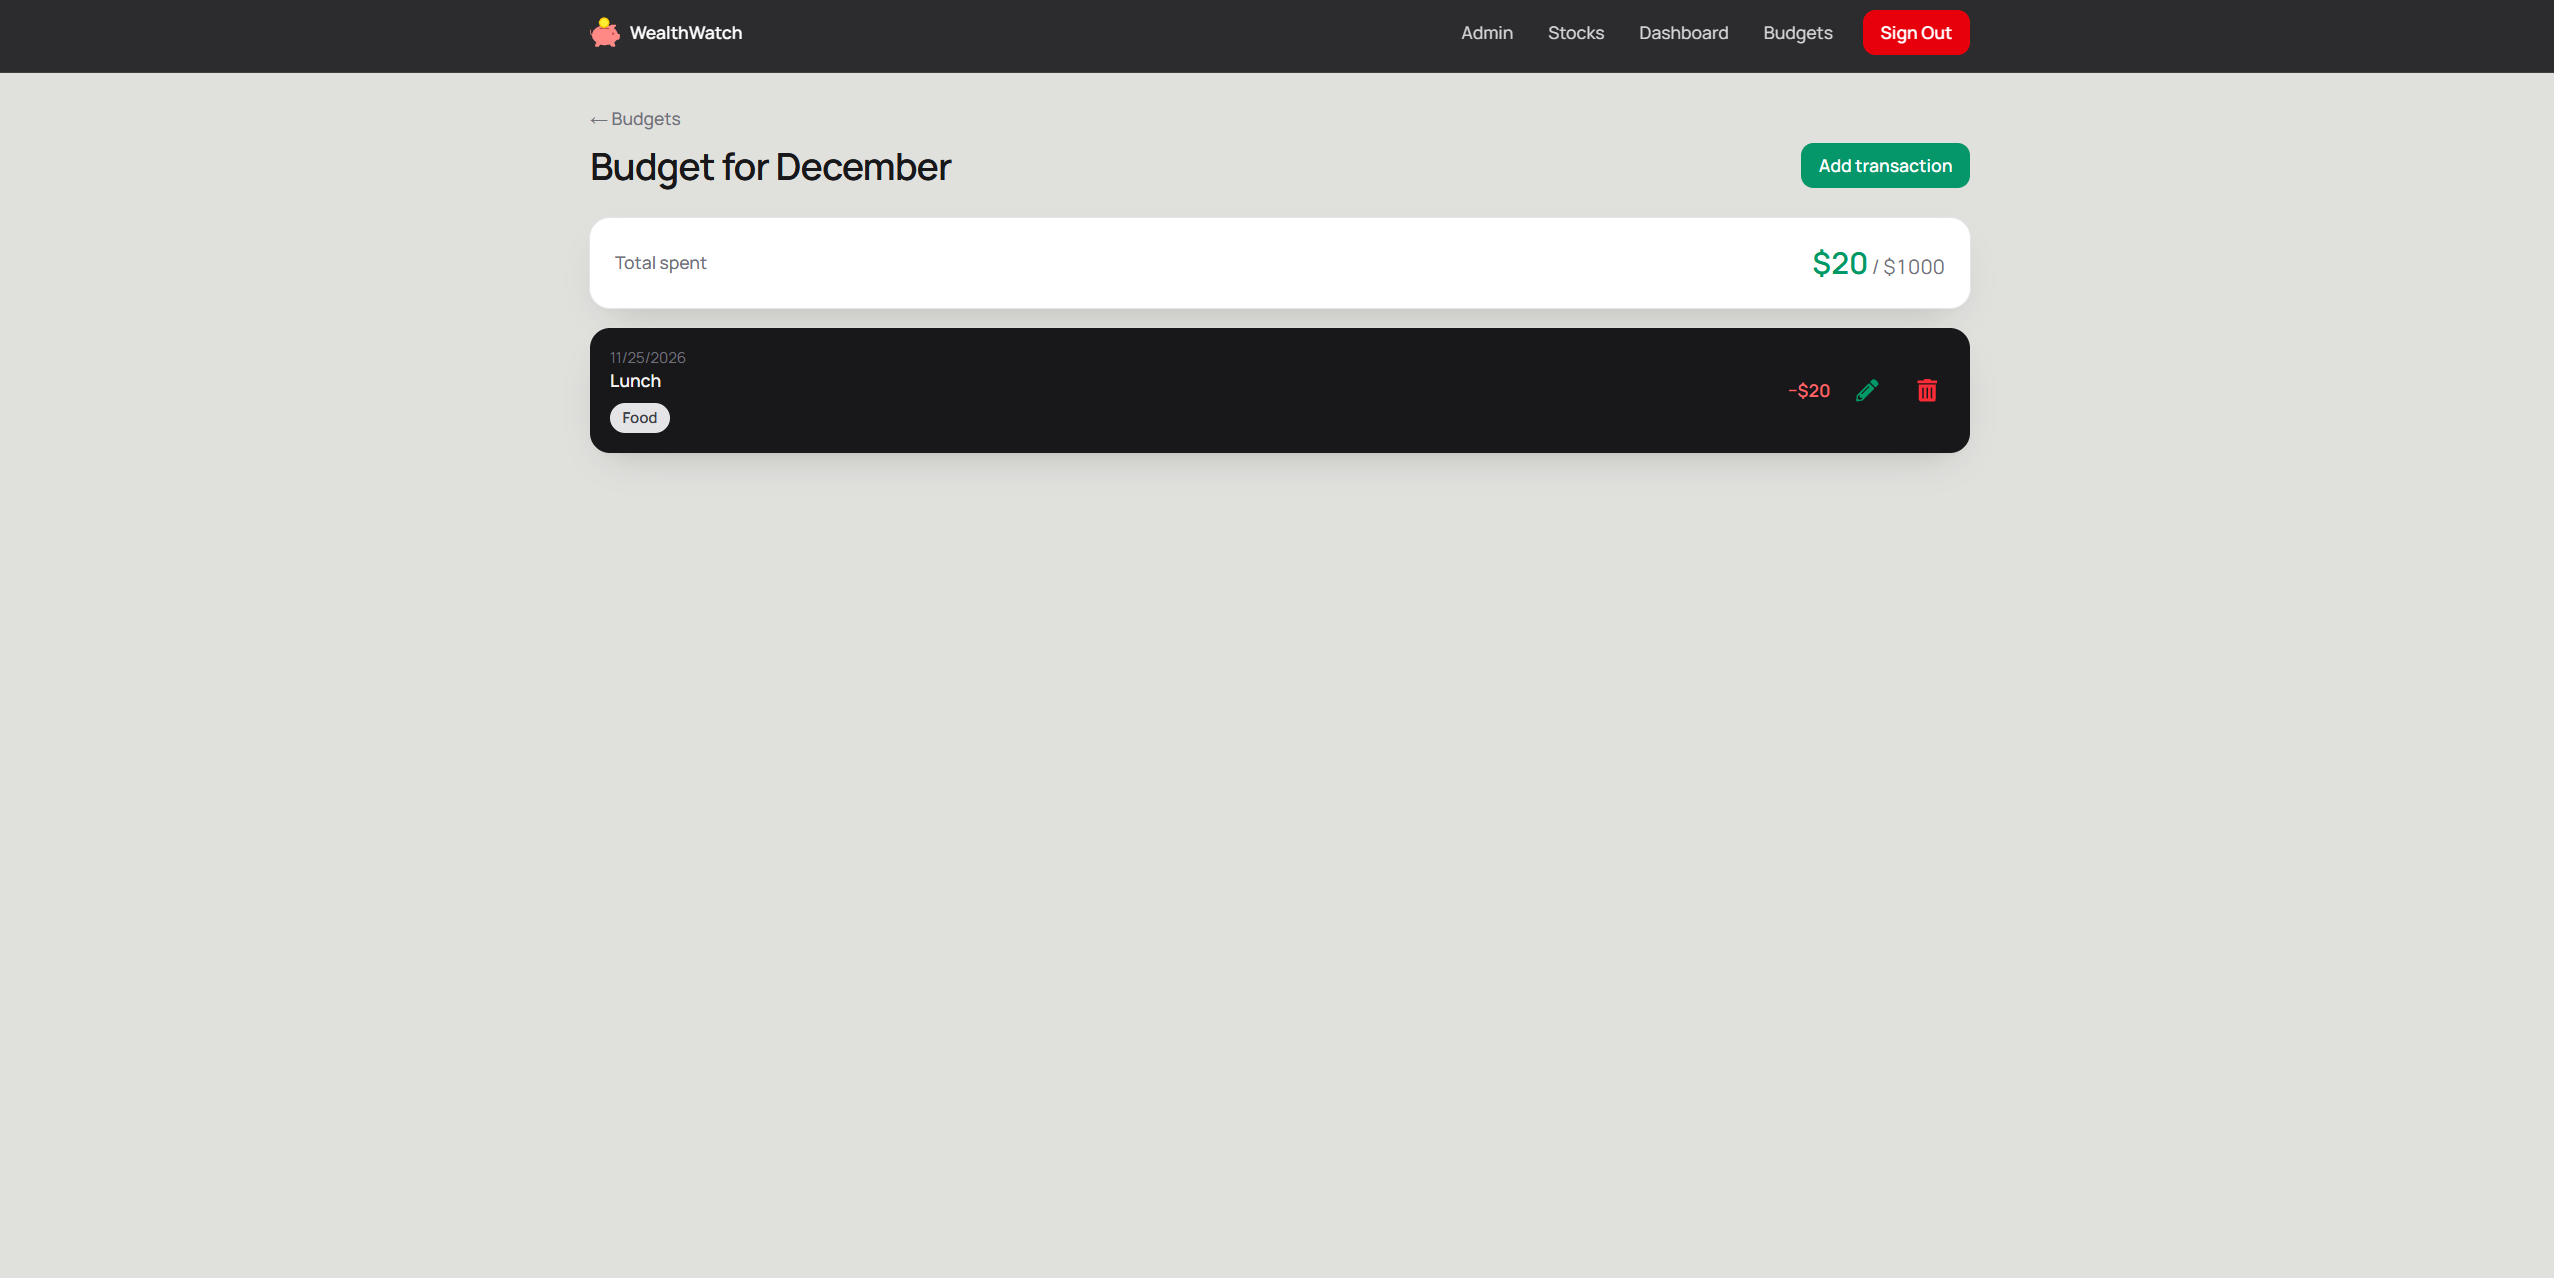 WealthWatch
Admin Stocks Dashboard Budgets Sign Out
← Budgets
Budget for December
Add transaction
Total spent
$20 / $1000
11/25/2026
Lunch
Food
−$20